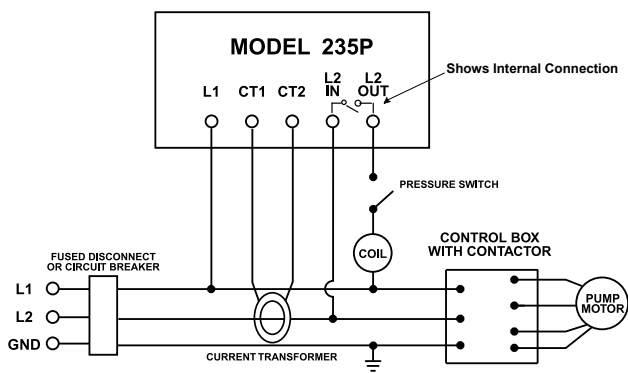 MODEL 235P
Shows Internal Connection
L1 CT1 CT2 L2 IN L2 OUT
PRESSURE SWITCH
COIL
CONTROL BOX
WITH CONTACTOR
FUSED DISCONNECT
OR CIRCUIT BREAKER
L1
L2
GND
PUMP
MOTOR
CURRENT TRANSFORMER